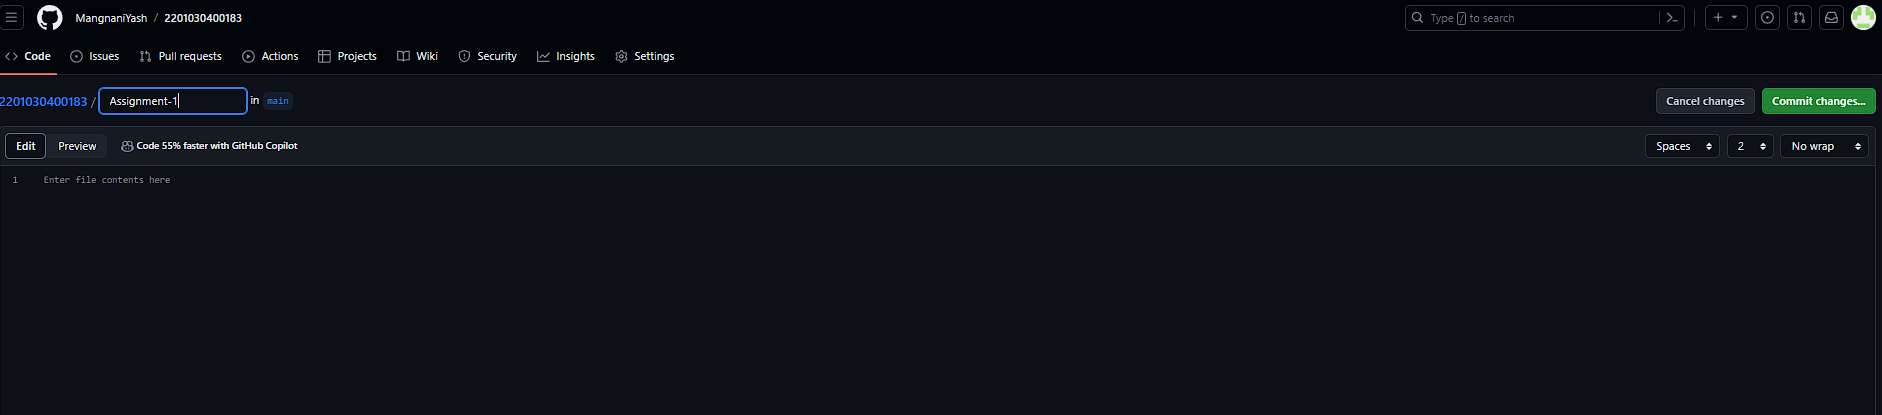 MangnaniYash / 2201030400183
Type / to search
Code Issues Pull requests Actions Projects Wiki Security Insights Settings
2201030400183 / Assignment-1 in main
Cancel changes Commit changes...
Edit Preview Code 55% faster with GitHub Copilot
Spaces 2 No wrap
1 Enter file contents here